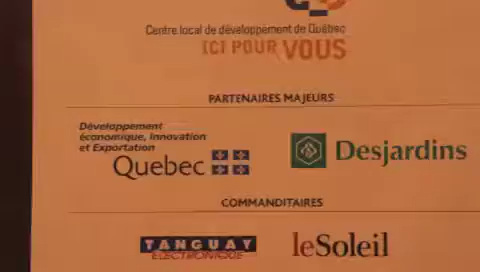 Centre local de développement de Québec
ICI POUR VOUS
PARTENAIRES MAJEURS
Développement
économique, Innovation
et Exportation
Quebec
Desjardins
COMMANDITAIRES
TANGUAY
ÉLECTRONIQUE
leSoleil